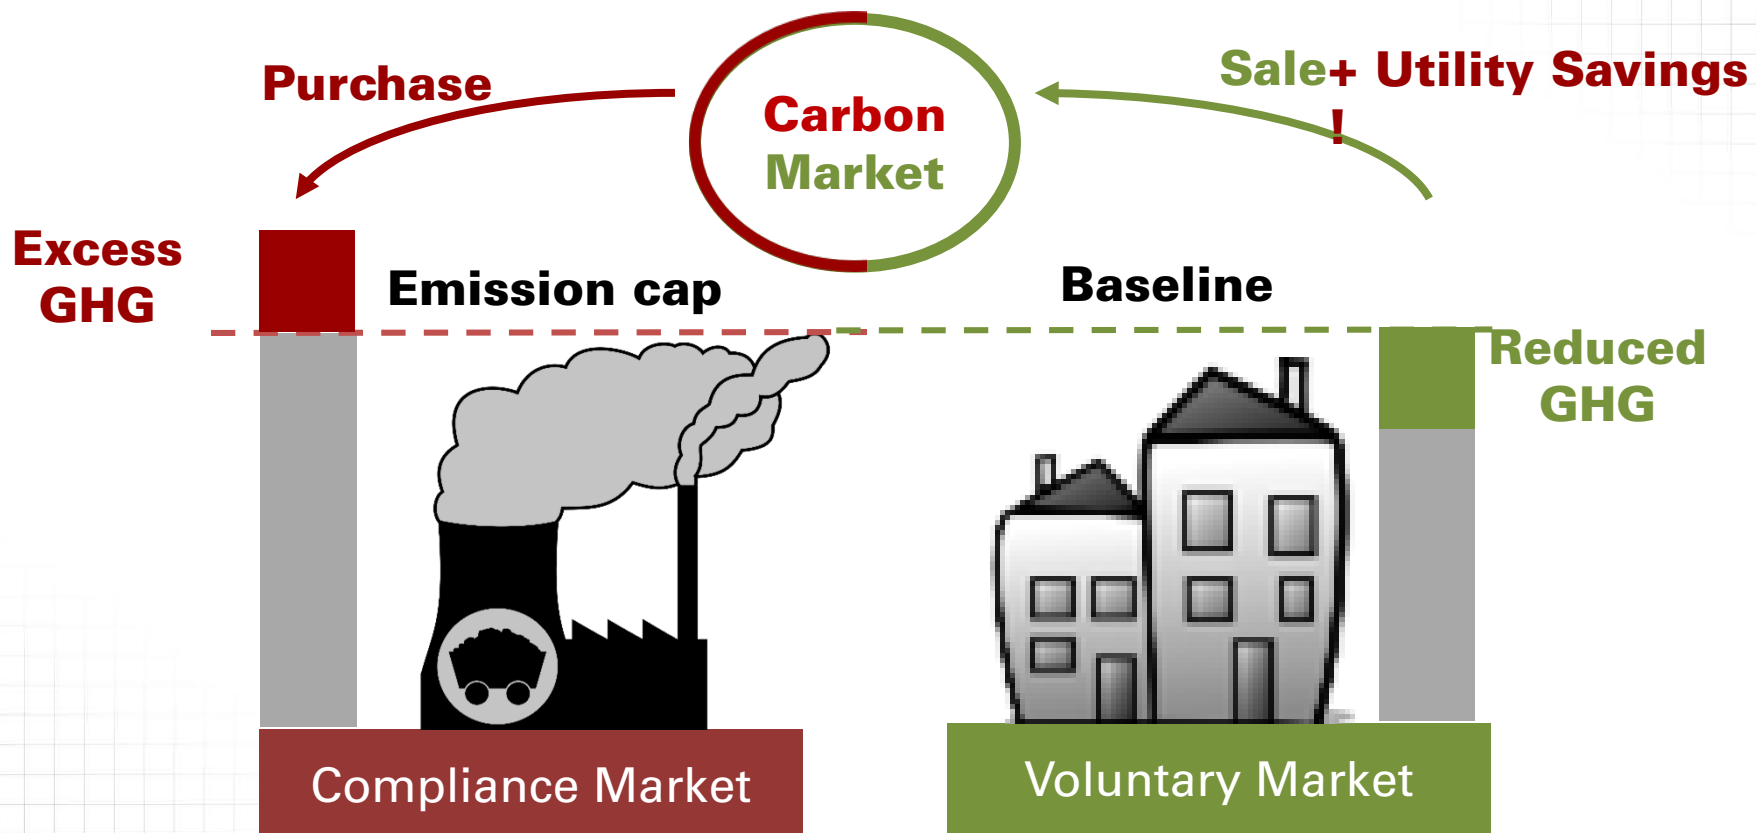 Purchase
Carbon
Market
Sale+ Utility Savings
!
Excess
GHG
Emission cap
Baseline
Reduced
GHG
Compliance Market
Voluntary Market